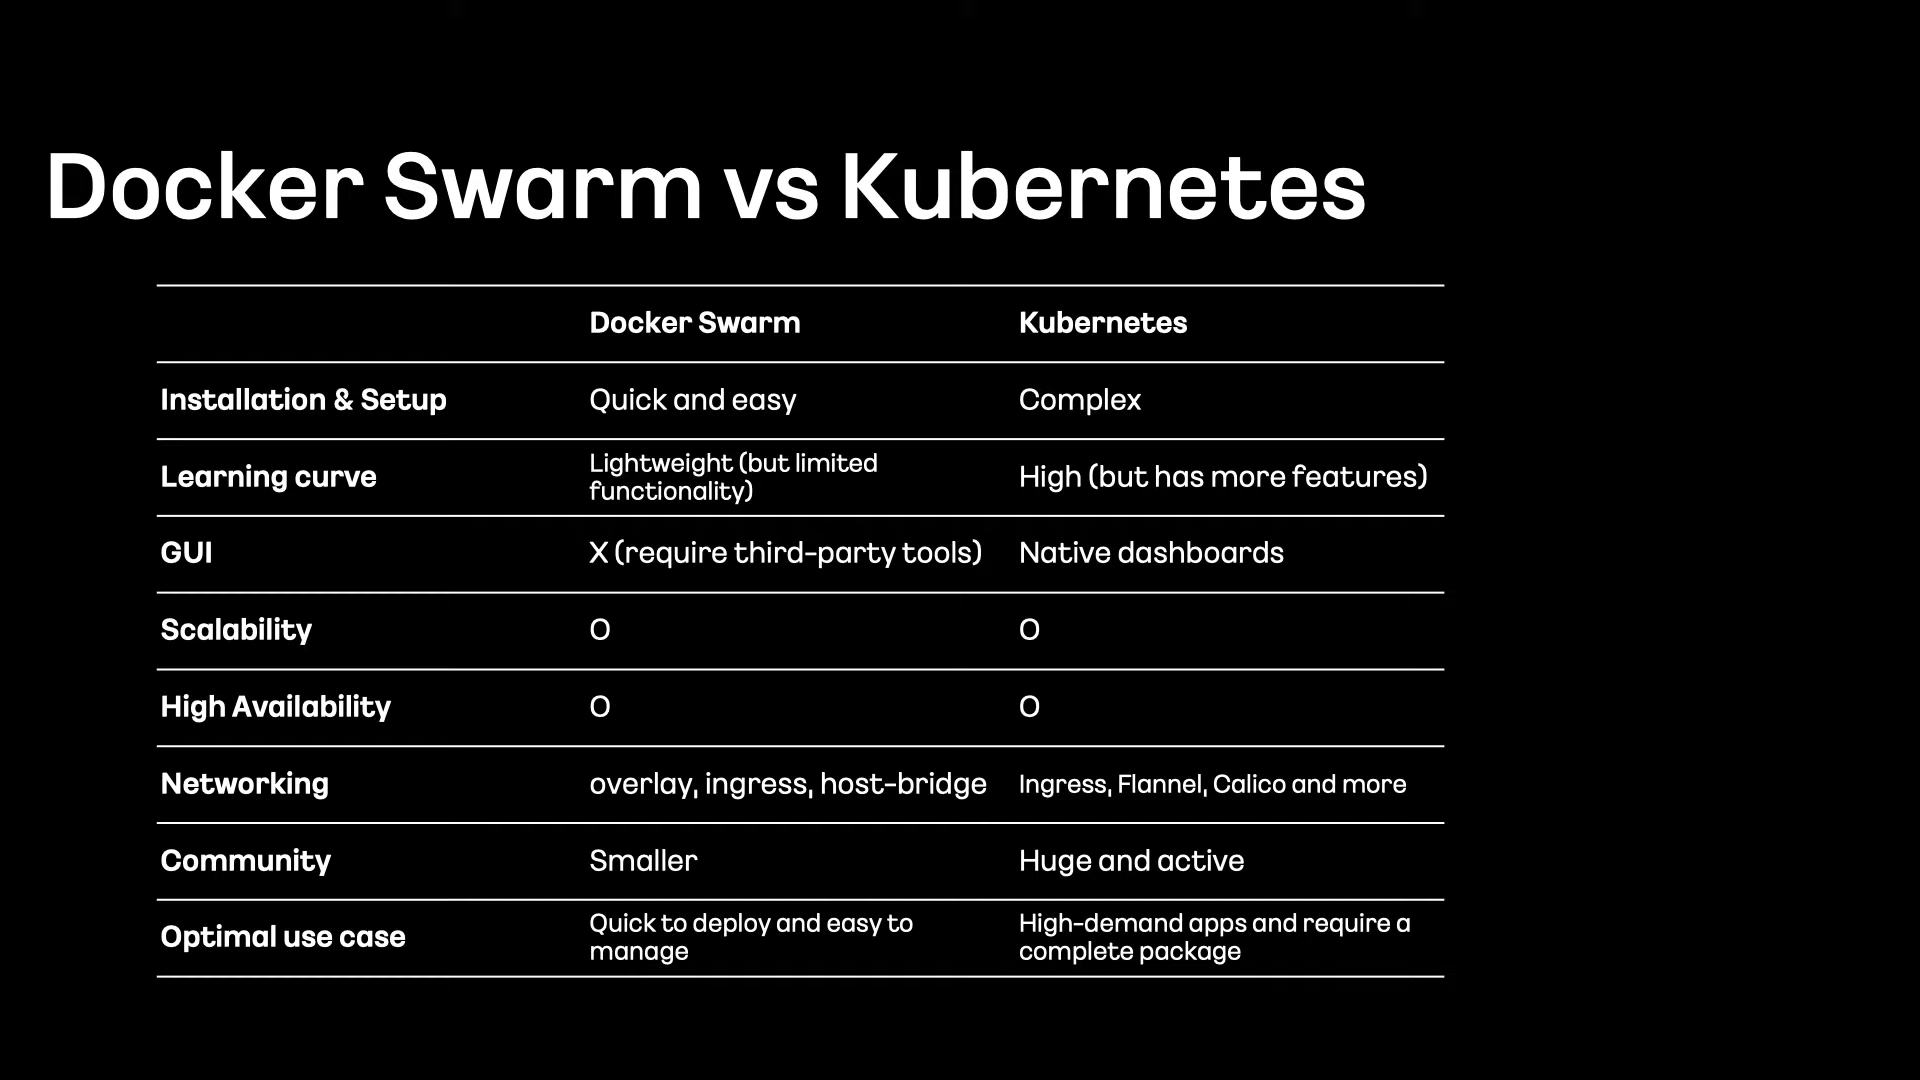 Docker Swarm vs Kubernetes
Docker Swarm Kubernetes
Installation & Setup Quick and easy Complex
Learning curve Lightweight (but limited functionality) High (but has more features)
GUI X (require third-party tools) Native dashboards
Scalability O O
High Availability O O
Networking overlay, ingress, host-bridge Ingress, Flannel, Calico and more
Community Smaller Huge and active
Optimal use case Quick to deploy and easy to manage High-demand apps and require a complete package